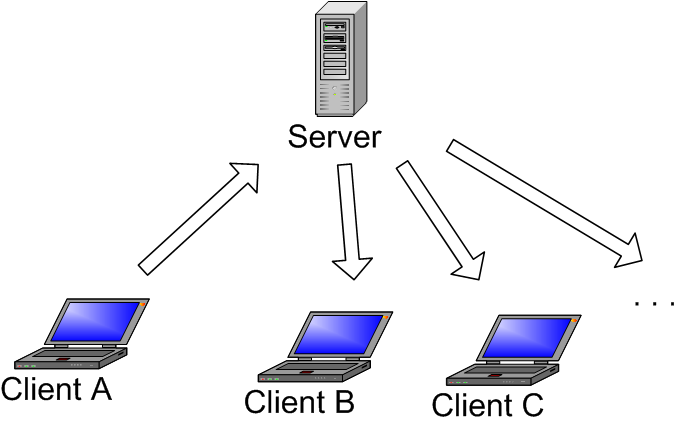 Server
. . .
Client A
Client B
Client C